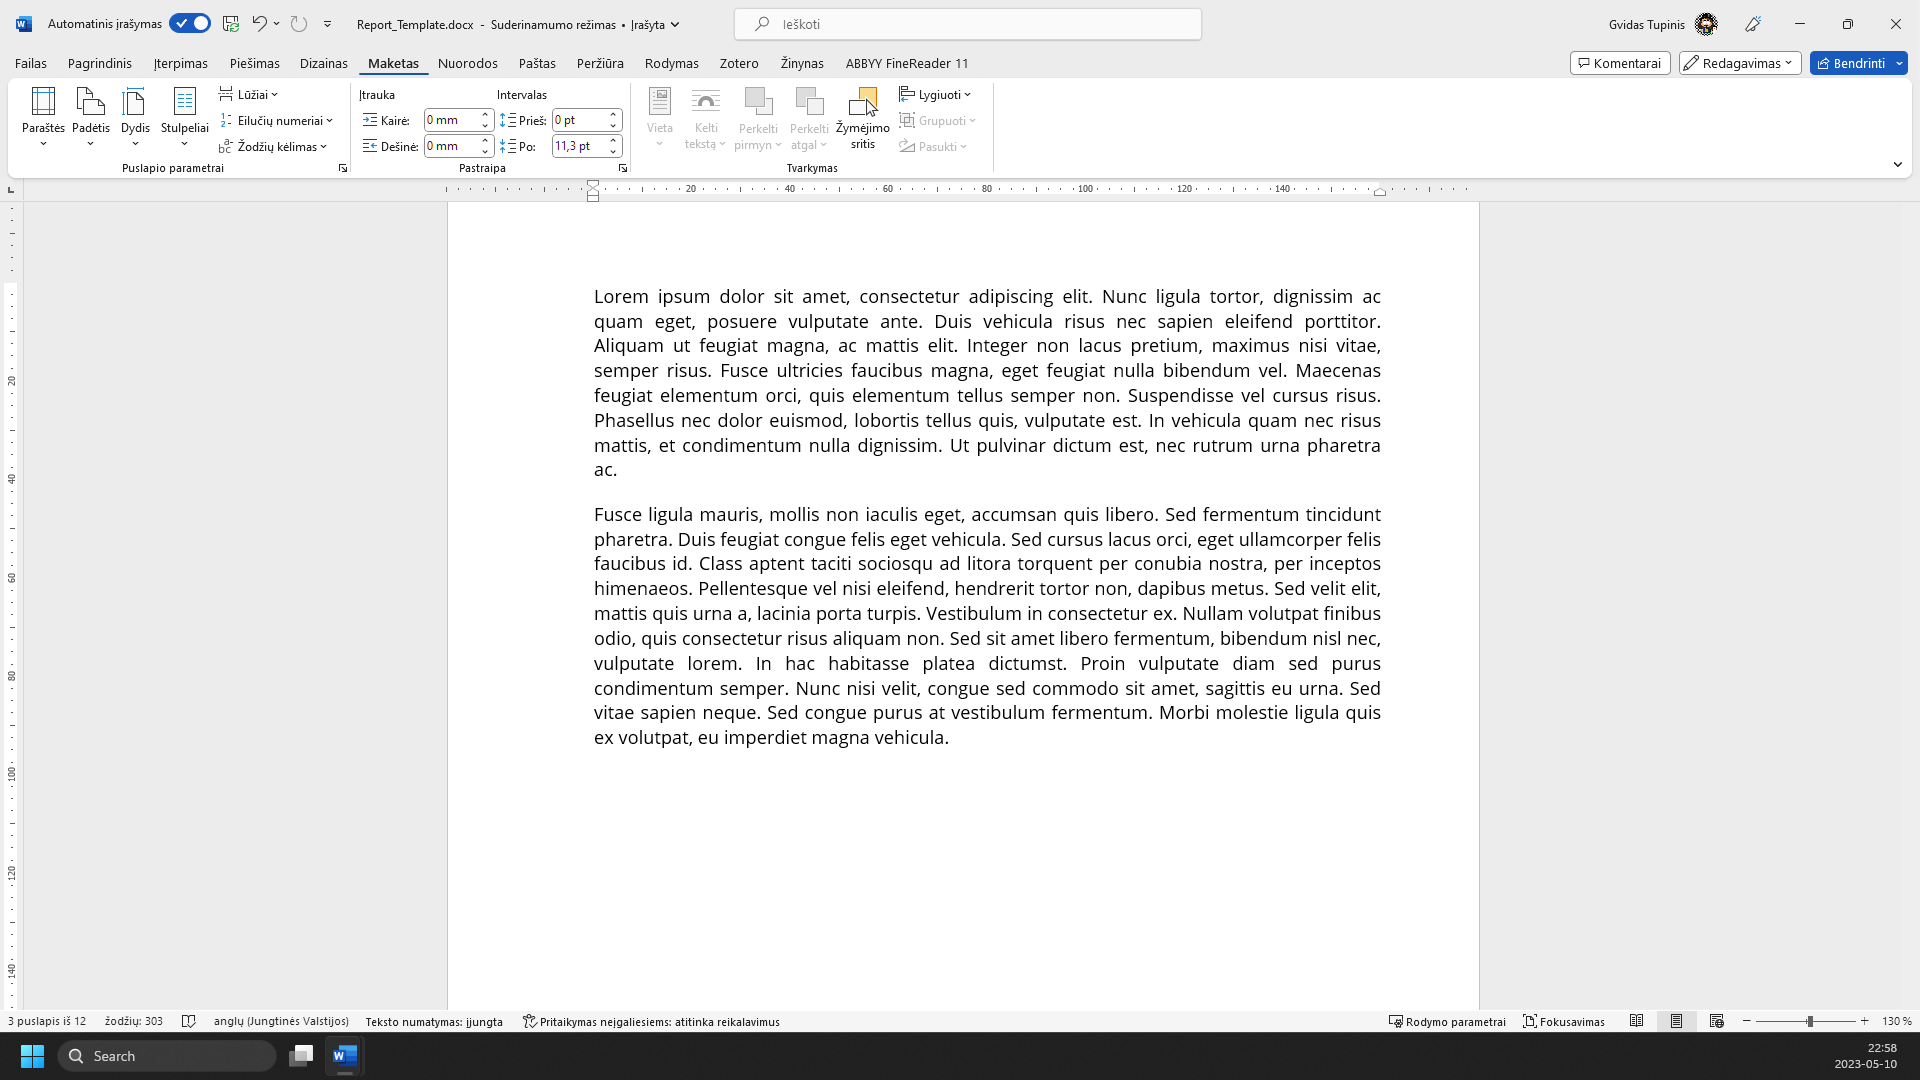 Automatinis įrašymas
Report_Template.docx - Suderinamumo režimas • Įrašyta
Ieškoti
Gvidas Tupinis
Failas Pagrindinis Įterpimas Piešimas Dizainas Maketas Nuorodos Paštas Peržiūra Rodymas Zotero Žinynas ABBYY FineReader 11
Komentarai Redagavimas Bendrinti
Paraštės
Padėtis
Dydis
Stulpeliai
Lūžiai
Eilučių numeriai
Žodžių kėlimas
Puslapio parametrai
Įtrauka Intervalas
Kairė: 0 mm Prieš: 0 pt
Dešinė: 0 mm Po: 11,3 pt
Pastraipa
Vieta
Kelti
tekstą
Perkelti
pirmyn
Perkelti
atgal
Žymėjimo
sritis
Lygiuoti
Grupuoti
Pasukti
Tvarkymas
20 40 60 80 100 120 140
20
40
60
80
100
120
140
Lorem ipsum dolor sit amet, consectetur adipiscing elit. Nunc ligula tortor, dignissim ac
quam eget, posuere vulputate ante. Duis vehicula risus nec sapien eleifend porttitor.
Aliquam ut feugiat magna, ac mattis elit. Integer non lacus pretium, maximus nisi vitae,
semper risus. Fusce ultricies faucibus magna, eget feugiat nulla bibendum vel. Maecenas
feugiat elementum orci, quis elementum tellus semper non. Suspendisse vel cursus risus.
Phasellus nec dolor euismod, lobortis tellus quis, vulputate est. In vehicula quam nec risus
mattis, et condimentum nulla dignissim. Ut pulvinar dictum est, nec rutrum urna pharetra
ac.
Fusce ligula mauris, mollis non iaculis eget, accumsan quis libero. Sed fermentum tincidunt
pharetra. Duis feugiat congue felis eget vehicula. Sed cursus lacus orci, eget ullamcorper felis
faucibus id. Class aptent taciti sociosqu ad litora torquent per conubia nostra, per inceptos
himenaeos. Pellentesque vel nisi eleifend, hendrerit tortor non, dapibus metus. Sed velit elit,
mattis quis urna a, lacinia porta turpis. Vestibulum in consectetur ex. Nullam volutpat finibus
odio, quis consectetur risus aliquam non. Sed sit amet libero fermentum, bibendum nisl nec,
vulputate lorem. In hac habitasse platea dictumst. Proin vulputate diam sed purus
condimentum semper. Nunc nisi velit, congue sed commodo sit amet, sagittis eu urna. Sed
vitae sapien neque. Sed congue purus at vestibulum fermentum. Morbi molestie ligula quis
ex volutpat, eu imperdiet magna vehicula.
3 puslapis iš 12 žodžių: 303 anglų (Jungtinės Valstijos) Teksto numatymas: įjungta Pritaikymas neįgaliesiems: atitinka reikalavimus Rodymo parametrai Fokusavimas 130 %
Search
22:58
2023-05-10